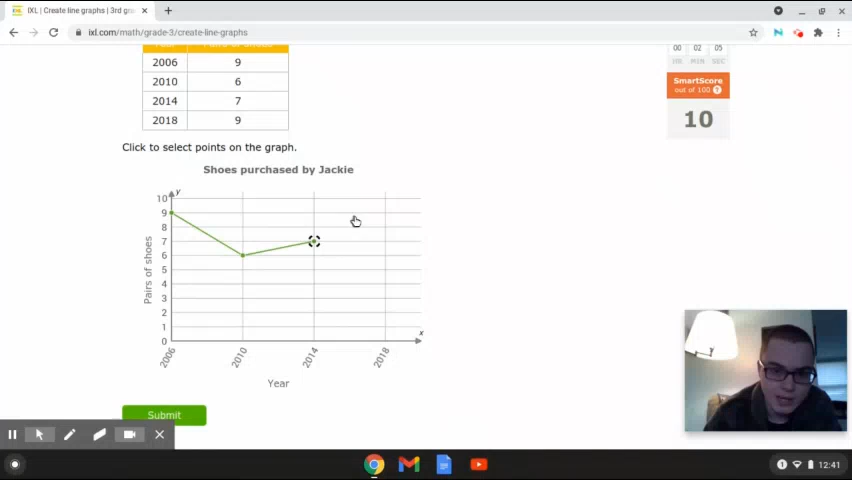 IXL | Create line graphs | 3rd gra
ixl.com/math/grade-3/create-line-graphs
00 02 05
HR MIN SEC
SmartScore
out of 100 ?
10
2006 9
2010 6
2014 7
2018 9
Click to select points on the graph.
Shoes purchased by Jackie
y
10
9
8
7
6
5
4
3
2
1
0
Pairs of shoes
x
2006 2010 2014 2018
Year
Submit
1 12:41